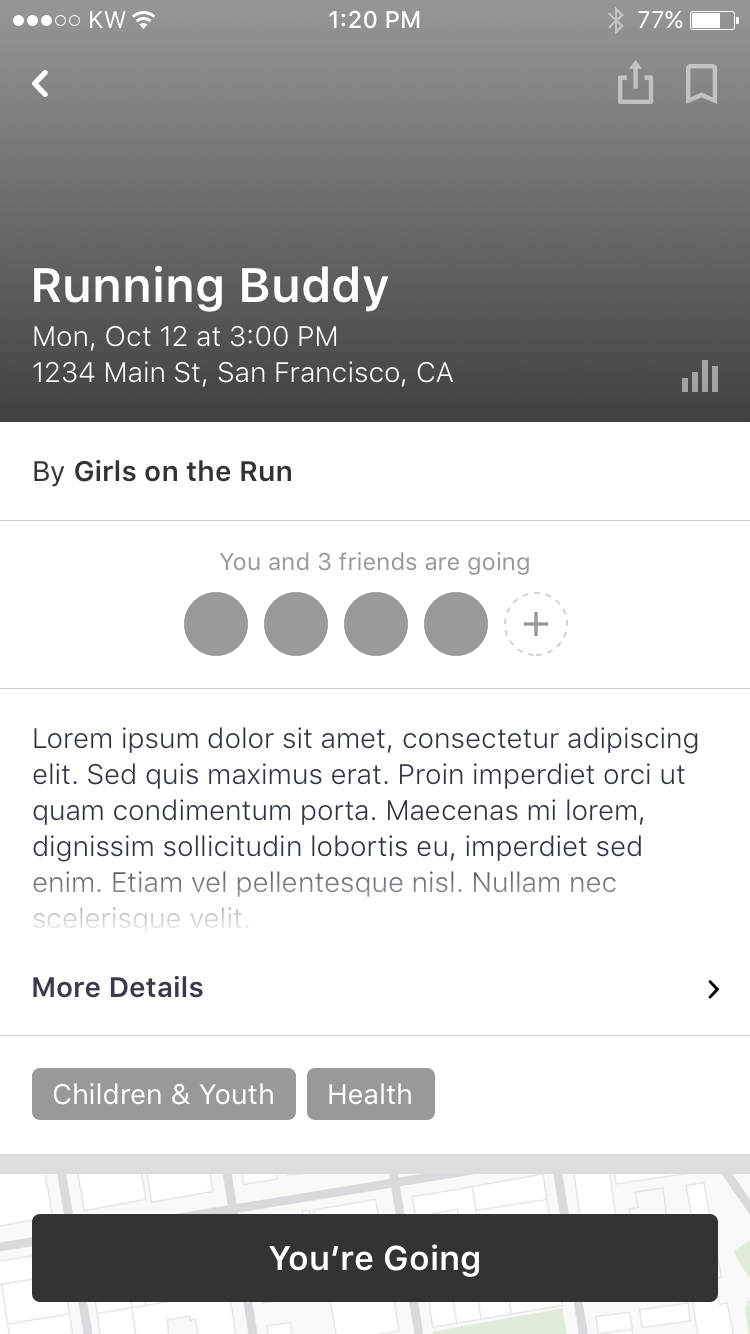 KW 1:20 PM 77%
Running Buddy
Mon, Oct 12 at 3:00 PM
1234 Main St, San Francisco, CA
By Girls on the Run
You and 3 friends are going
Lorem ipsum dolor sit amet, consectetur adipiscing
elit. Sed quis maximus erat. Proin imperdiet orci ut
quam condimentum porta. Maecenas mi lorem,
dignissim sollicitudin lobortis eu, imperdiet sed
enim. Etiam vel pellentesque nisl. Nullam nec
scelerisque velit.
More Details
Children & Youth Health
You’re Going